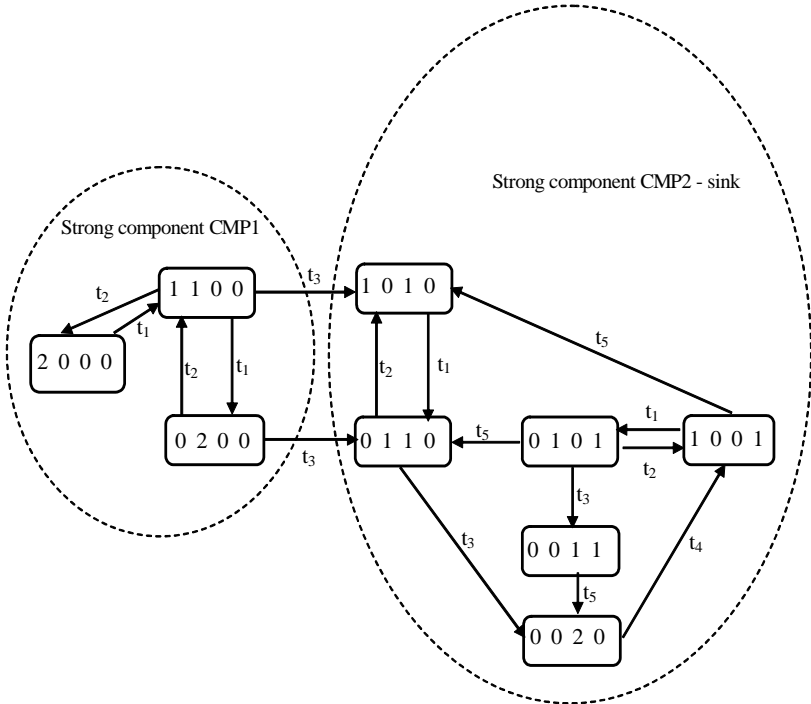 Strong component CMP2 - sink
Strong component CMP1
t3
1 1 0 0
1 0 1 0
t2
t1
2 0 0 0
t5
t2
t1
t2
t1
t1
0 2 0 0
t3
0 1 1 0
t5
0 1 0 1
1 0 0 1
t2
t3
t3
0 0 1 1
t4
t5
0 0 2 0